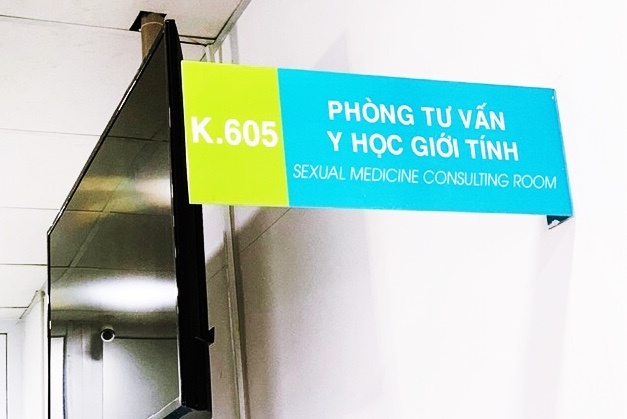 K.605
PHÒNG TƯ VẤN
Y HỌC GIỚI TÍNH
SEXUAL MEDICINE CONSULTING ROOM